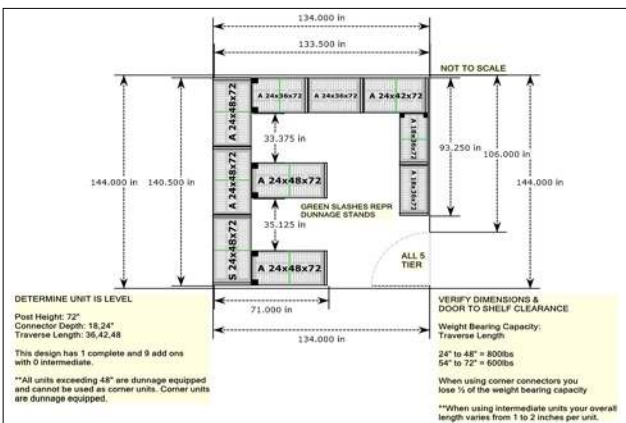 134.000 in
133.500 in
NOT TO SCALE
A 24x36x72
A 24x36x72
A 24x42x72
A 24x48x72
A 18x36x72
33.375 in
93.250 in
106.000 in
144.000 in
140.500 in
144.000 in
A 24x48x72
A 24x48x72
A 18x36x72
GREEN SLASHES REPR
DUNNAGE STANDS
35.125 in
S 24x48x72
A 24x48x72
ALL 5
TIER
71.000 in
134.000 in
DETERMINE UNIT IS LEVEL
Post Height: 72"
Connector Depth: 18,24"
Traverse Length: 36,42,48
This design has 1 complete and 9 add ons
with 0 intermediate.
**All units exceeding 48" are dunnage equipped
and cannot be used as corner units. Corner units
are dunnage equipped.
VERIFY DIMENSIONS &
DOOR TO SHELF CLEARANCE
Weight Bearing Capacity:
Traverse Length
24" to 48" = 800lbs
54" to 72" = 600lbs
When using corner connectors you
lose ½ of the weight bearing capacity
**When using intermediate units your overall
length varies from 1 to 2 inches per unit.